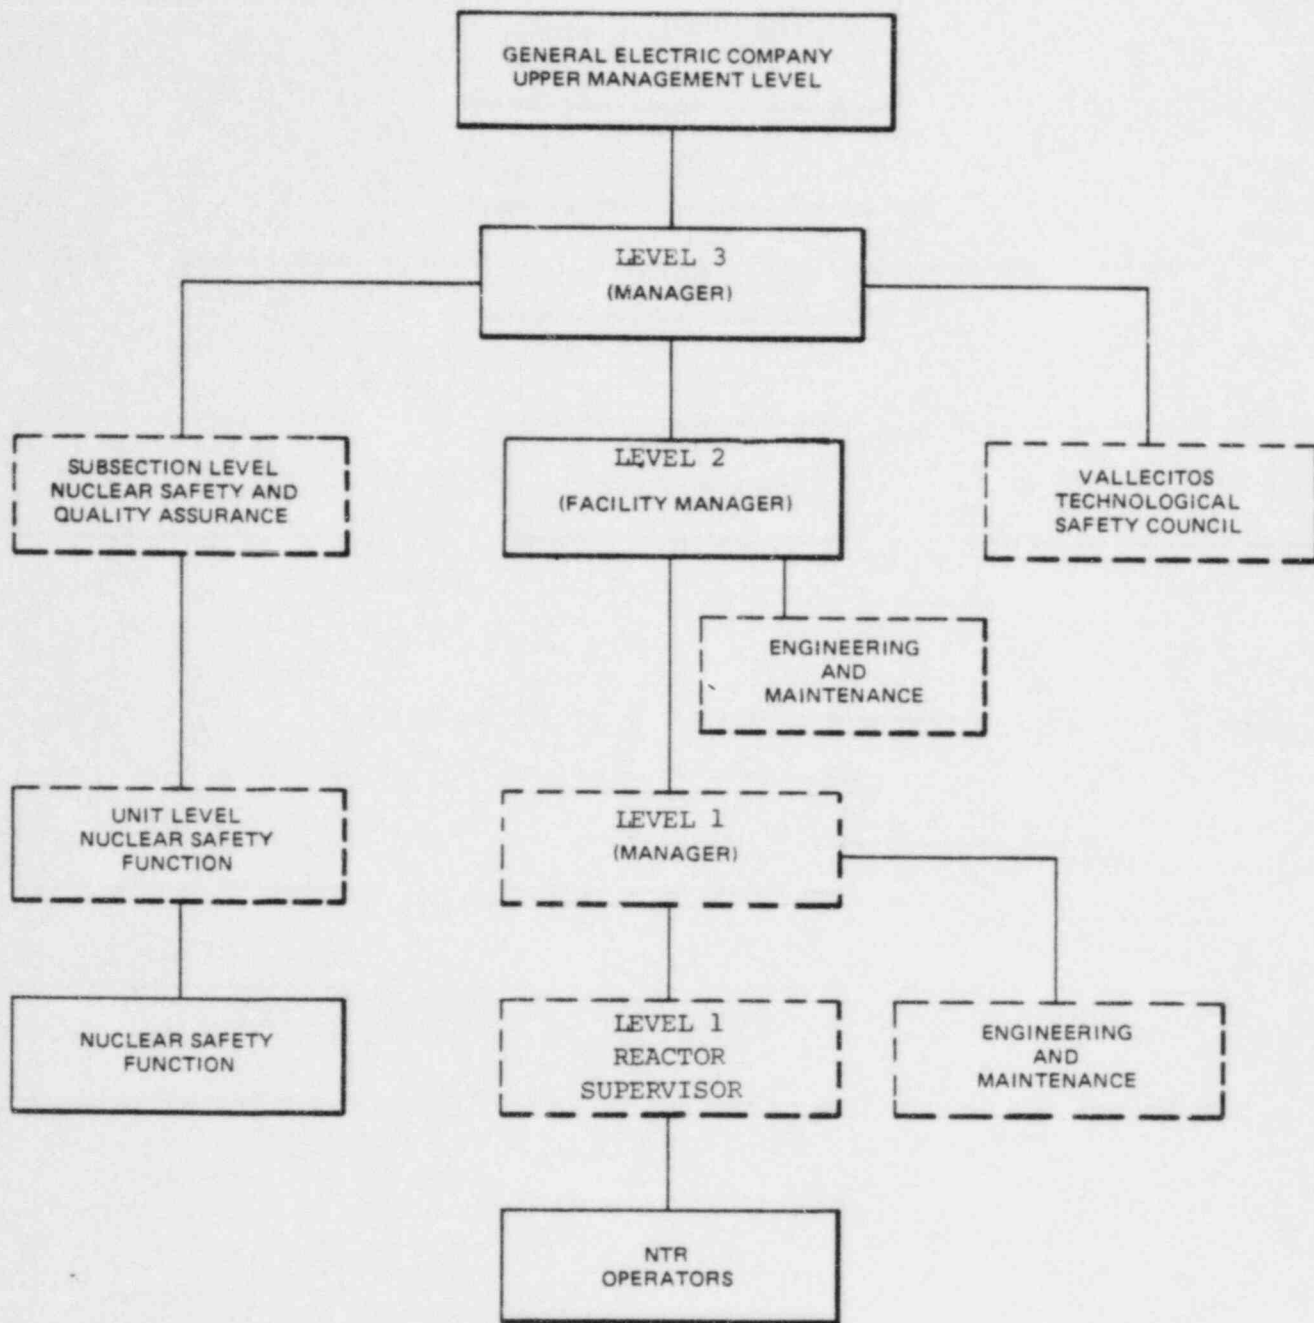 GENERAL ELECTRIC COMPANY
UPPER MANAGEMENT LEVEL
LEVEL 3
(MANAGER)
SUBSECTION LEVEL
NUCLEAR SAFETY AND
QUALITY ASSURANCE
LEVEL 2
(FACILITY MANAGER)
VALLECITOS
TECHNOLOGICAL
SAFETY COUNCIL
ENGINEERING
AND
MAINTENANCE
UNIT LEVEL
NUCLEAR SAFETY
FUNCTION
LEVEL 1
(MANAGER)
NUCLEAR SAFETY
FUNCTION
LEVEL 1
REACTOR
SUPERVISOR
ENGINEERING
AND
MAINTENANCE
NTR
OPERATORS